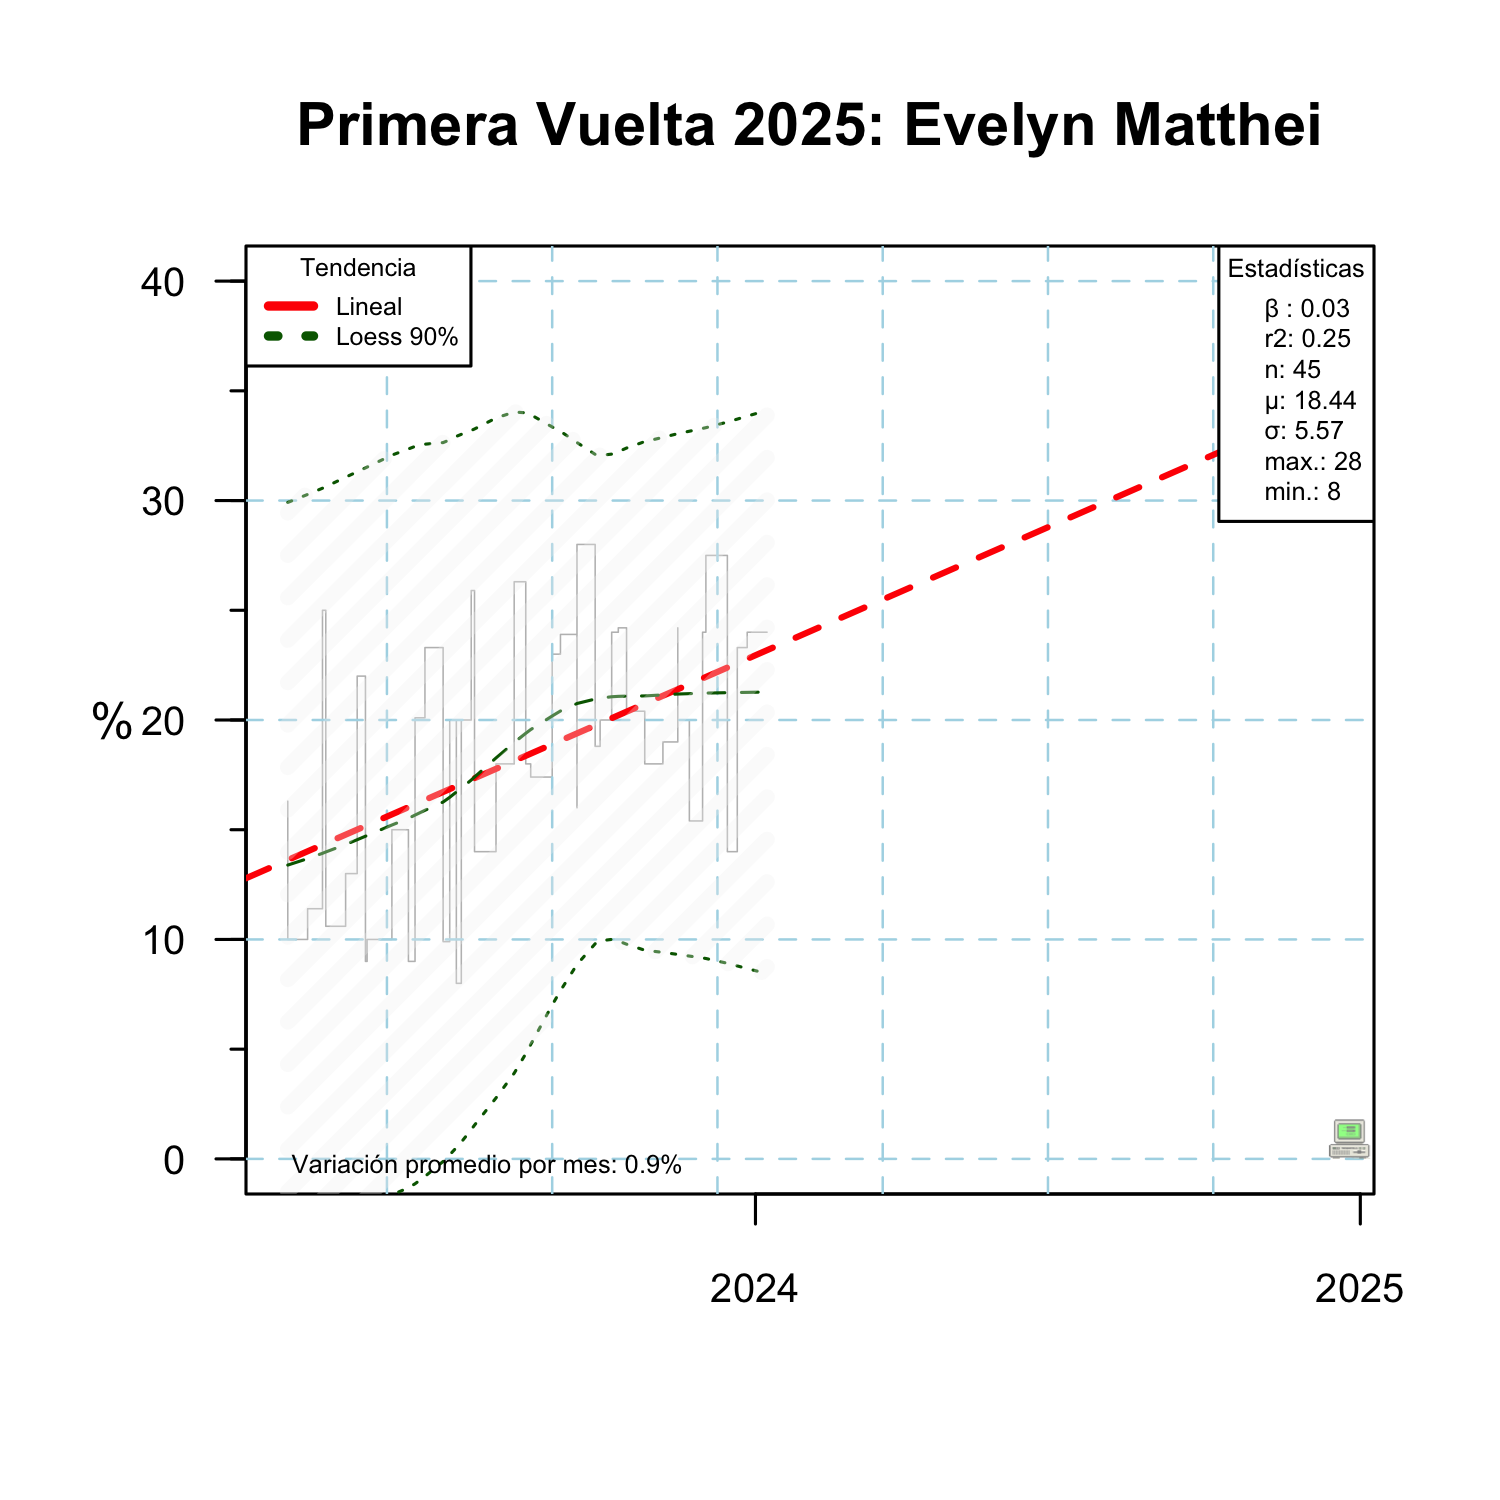 Primera Vuelta 2025: Evelyn Matthei
Tendencia
Lineal
Loess 90%
Estadísticas
β : 0.03
r2: 0.25
n: 45
μ: 18.44
σ: 5.57
max.: 28
min.: 8
40
30
%
20
10
0
Variación promedio por mes: 0.9%
2024
2025